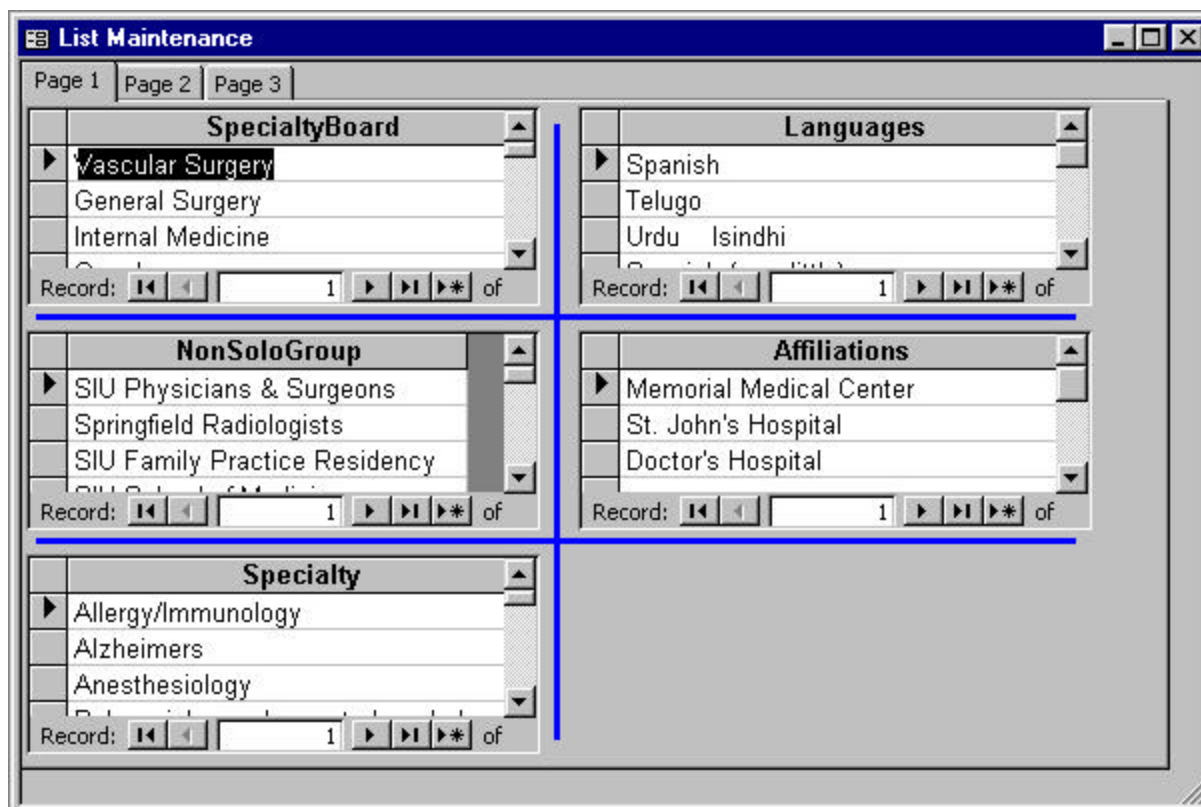 List Maintenance
Page 1 Page 2 Page 3
SpecialtyBoard
Vascular Surgery
General Surgery
Internal Medicine
Record: 1 of
Languages
Spanish
Telugo
Urdu Isindhi
Record: 1 of
NonSoloGroup
SIU Physicians & Surgeons
Springfield Radiologists
SIU Family Practice Residency
Record: 1 of
Affiliations
Memorial Medical Center
St. John's Hospital
Doctor's Hospital
Record: 1 of
Specialty
Allergy/Immunology
Alzheimers
Anesthesiology
Record: 1 of